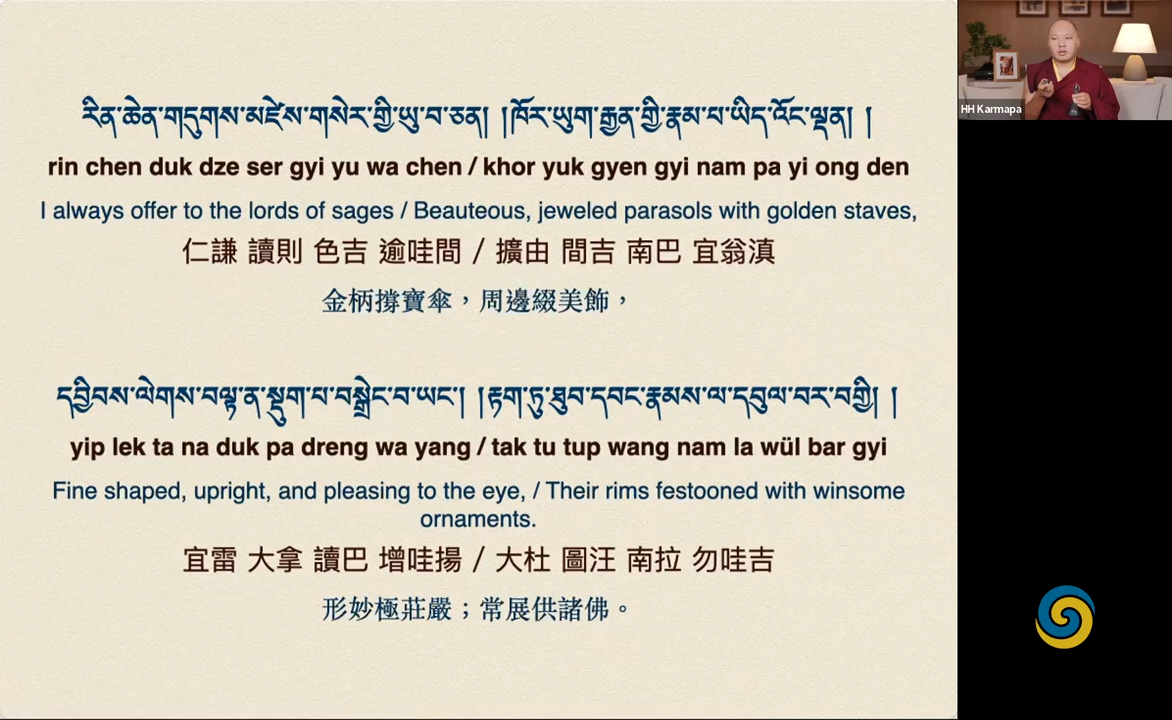 རིན་ཆེན་གདུགས་མཛེས་གསེར་གྱི་ཡུ་བ་ཅན། །ཁོར་ཡུག་རྒྱན་གྱི་རྣམ་པ་ཡིད་འོང་ལྡན། །
rin chen duk dze ser gyi yu wa chen / khor yuk gyen gyi nam pa yi ong den
I always offer to the lords of sages / Beauteous, jeweled parasols with golden staves,
仁謙 讀則 色吉 逾哇間 / 擴由 間吉 南巴 宜翁滇
金柄撐寶傘，周邊綴美飾，
དབྱིབས་ལེགས་བལྟ་ན་སྡུག་པ་བསྒྲེང་བ་ཡང་། །རྟག་ཏུ་ཐུབ་དབང་རྣམས་ལ་དབུལ་བར་བགྱི། །
yip lek ta na duk pa dreng wa yang / tak tu tup wang nam la wül bar gyi
Fine shaped, upright, and pleasing to the eye, / Their rims festooned with winsome
ornaments.
宜雷 大拿 讀巴 增哇揚 / 大杜 圖汪 南拉 勿哇吉
形妙極莊嚴；常展供諸佛。
HH Karmapa